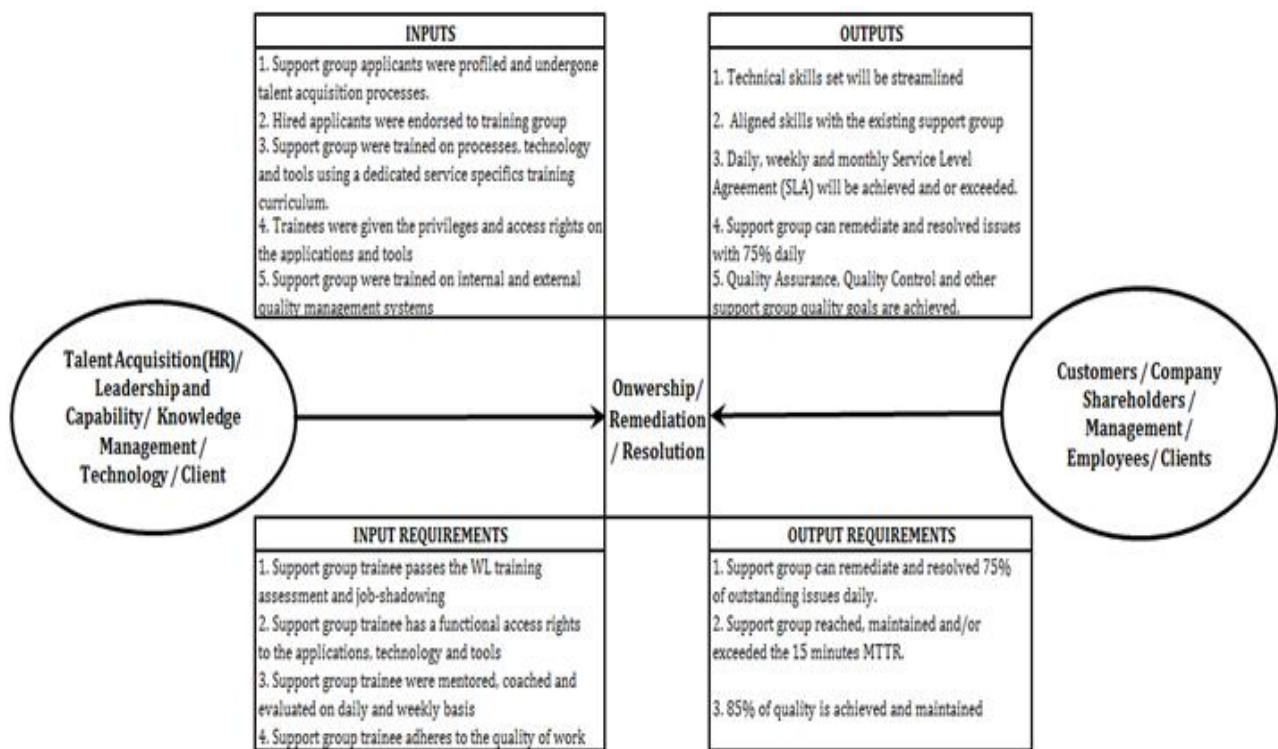 INPUTS
1. Support group applicants were profiled and undergone
talent acquisition processes.
2. Hired applicants were endorsed to training group
3. Support group were trained on processes, technology
and tools using a dedicated service specifics training
curriculum.
4. Trainees were given the privileges and access rights on
the applications and tools
5. Support group were trained on internal and external
quality management systems
OUTPUTS
1. Technical skills set will be streamlined
2. Aligned skills with the existing support group
3. Daily, weekly and monthly Service Level
Agreement (SLA) will be achieved and or exceeded.
4. Support group can remediate and resolved issues
with 75% daily
5. Quality Assurance, Quality Control and other
support group quality goals are achieved.
Talent Acquisition(HR)/
Leadership and
Capability/ Knowledge
Management /
Technology / Client
Onwership/
Remediation
/ Resolution
Customers / Company
Shareholders /
Management /
Employees/ Clients
INPUT REQUIREMENTS
1. Support group trainee passes the WL training
assessment and job-shadowing
2. Support group trainee has a functional access rights
to the applications, technology and tools
3. Support group trainee were mentored, coached and
evaluated on daily and weekly basis
4. Support group trainee adheres to the quality of work
OUTPUT REQUIREMENTS
1. Support group can remediate and resolved 75%
of outstanding issues daily.
2. Support group reached, maintained and/or
exceeded the 15 minutes MTTR.
3. 85% of quality is achieved and maintained